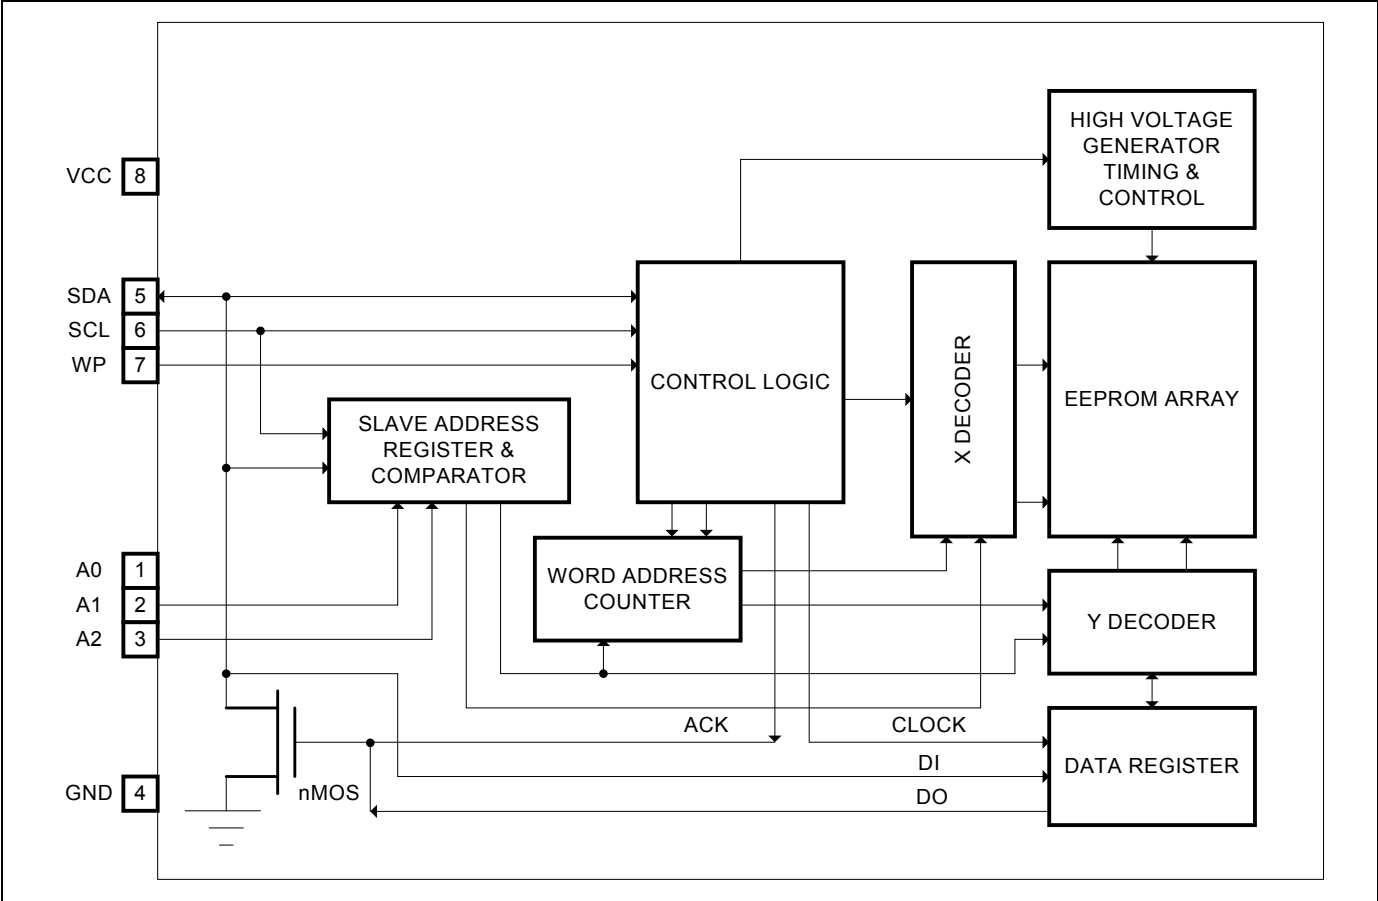 HIGH VOLTAGE
GENERATOR
TIMING &
CONTROL
VCC 8
SDA 5
SCL 6
WP 7
CONTROL LOGIC
X DECODER
EEPROM ARRAY
SLAVE ADDRESS
REGISTER &
COMPARATOR
A0 1
A1 2
A2 3
WORD ADDRESS
COUNTER
Y DECODER
ACK
CLOCK
DI
DO
DATA REGISTER
GND 4
nMOS